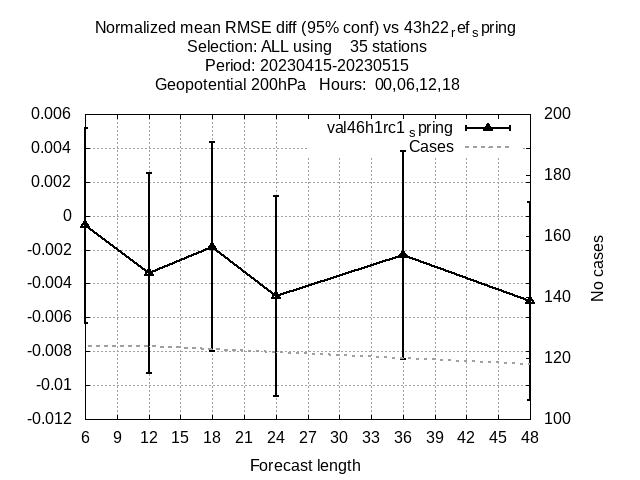 Normalized mean RMSE diff (95% conf) vs 43h22refspring
Selection: ALL using    35 stations
Period: 20230415-20230515
Geopotential 200hPa   Hours:  00,06,12,18
val46h1rc1spring
Cases
0.006
0.004
0.002
0
-0.002
-0.004
-0.006
-0.008
-0.01
-0.012
200
180
160
140
120
100
No cases
6 9 12 15 18 21 24 27 30 33 36 39 42 45 48
Forecast length